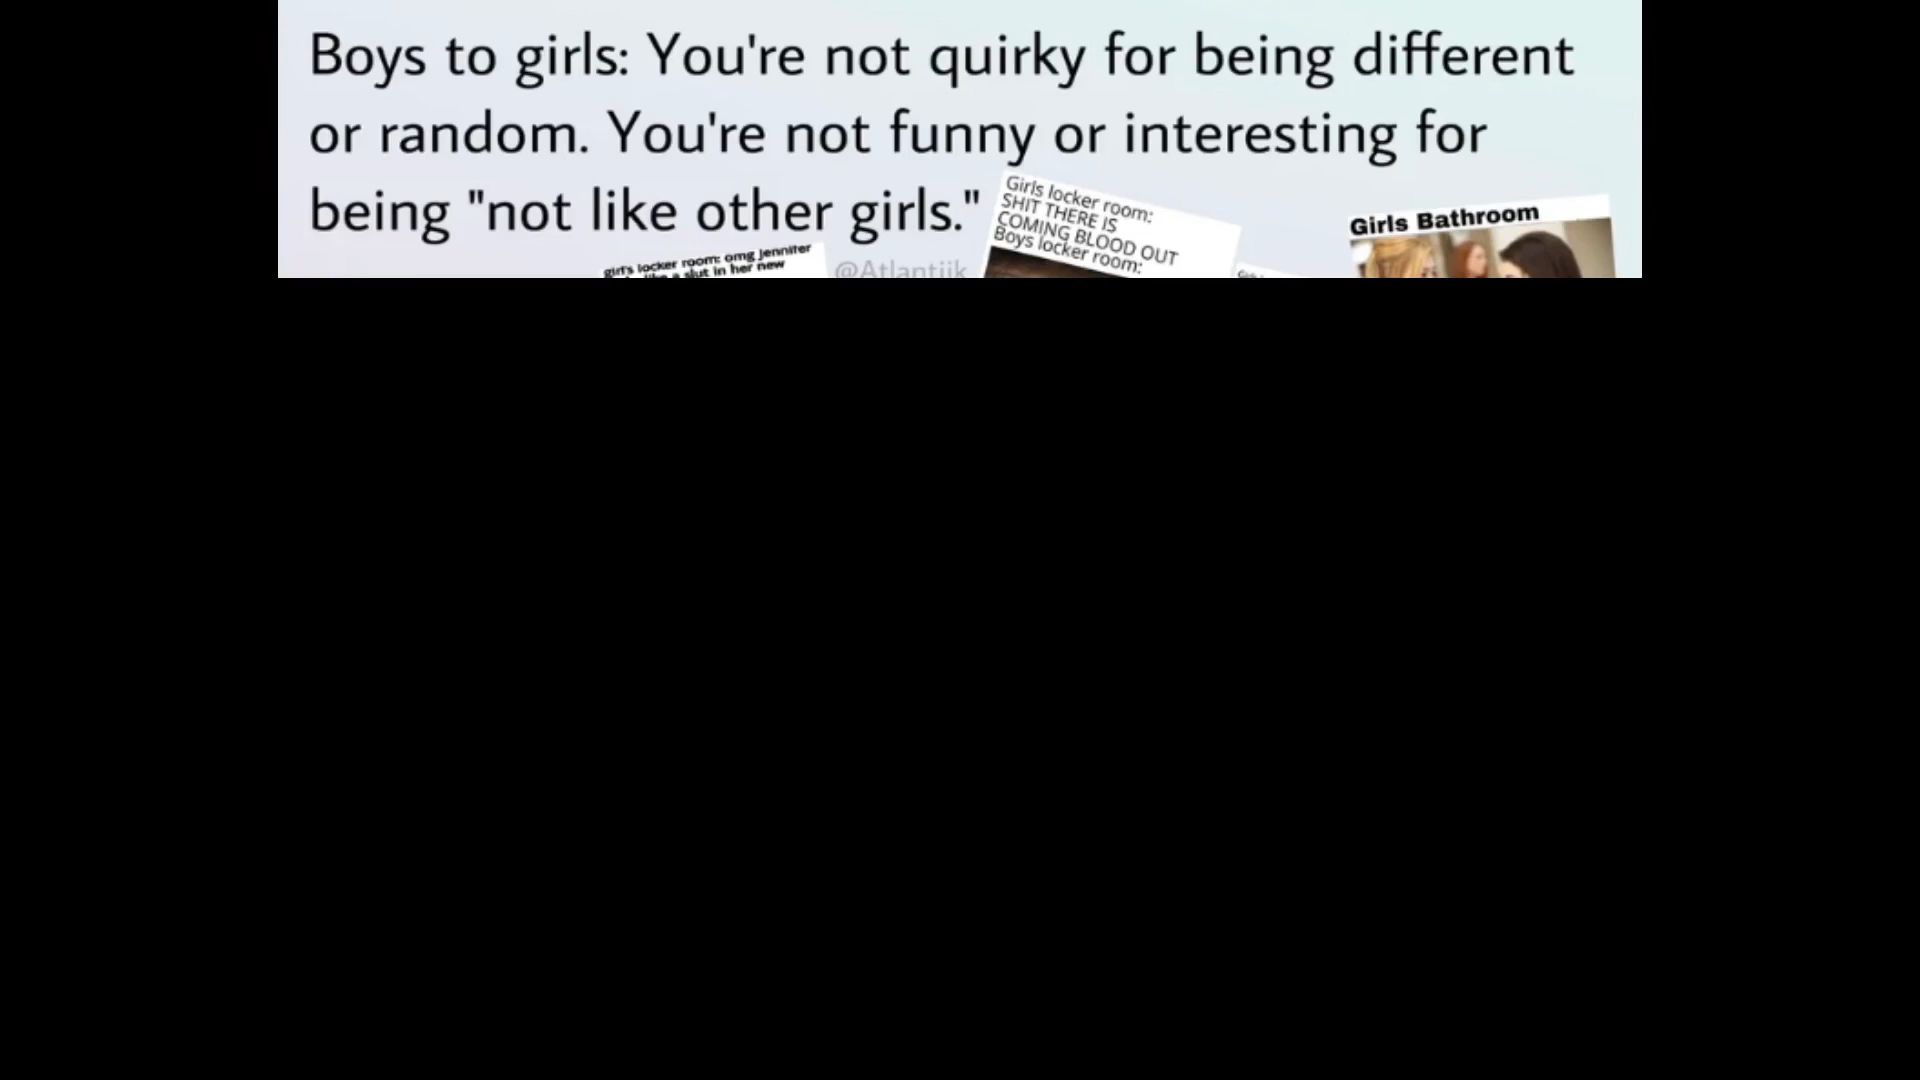 Boys to girls: You're not quirky for being different
or random. You're not funny or interesting for
being "not like other girls."
Girls locker room:
SHIT THERE IS
COMING BLOOD OUT
Boys locker room:
Girls Bathroom
girl's locker room: omg Jennifer
like a slut in her new
@Atlantiik